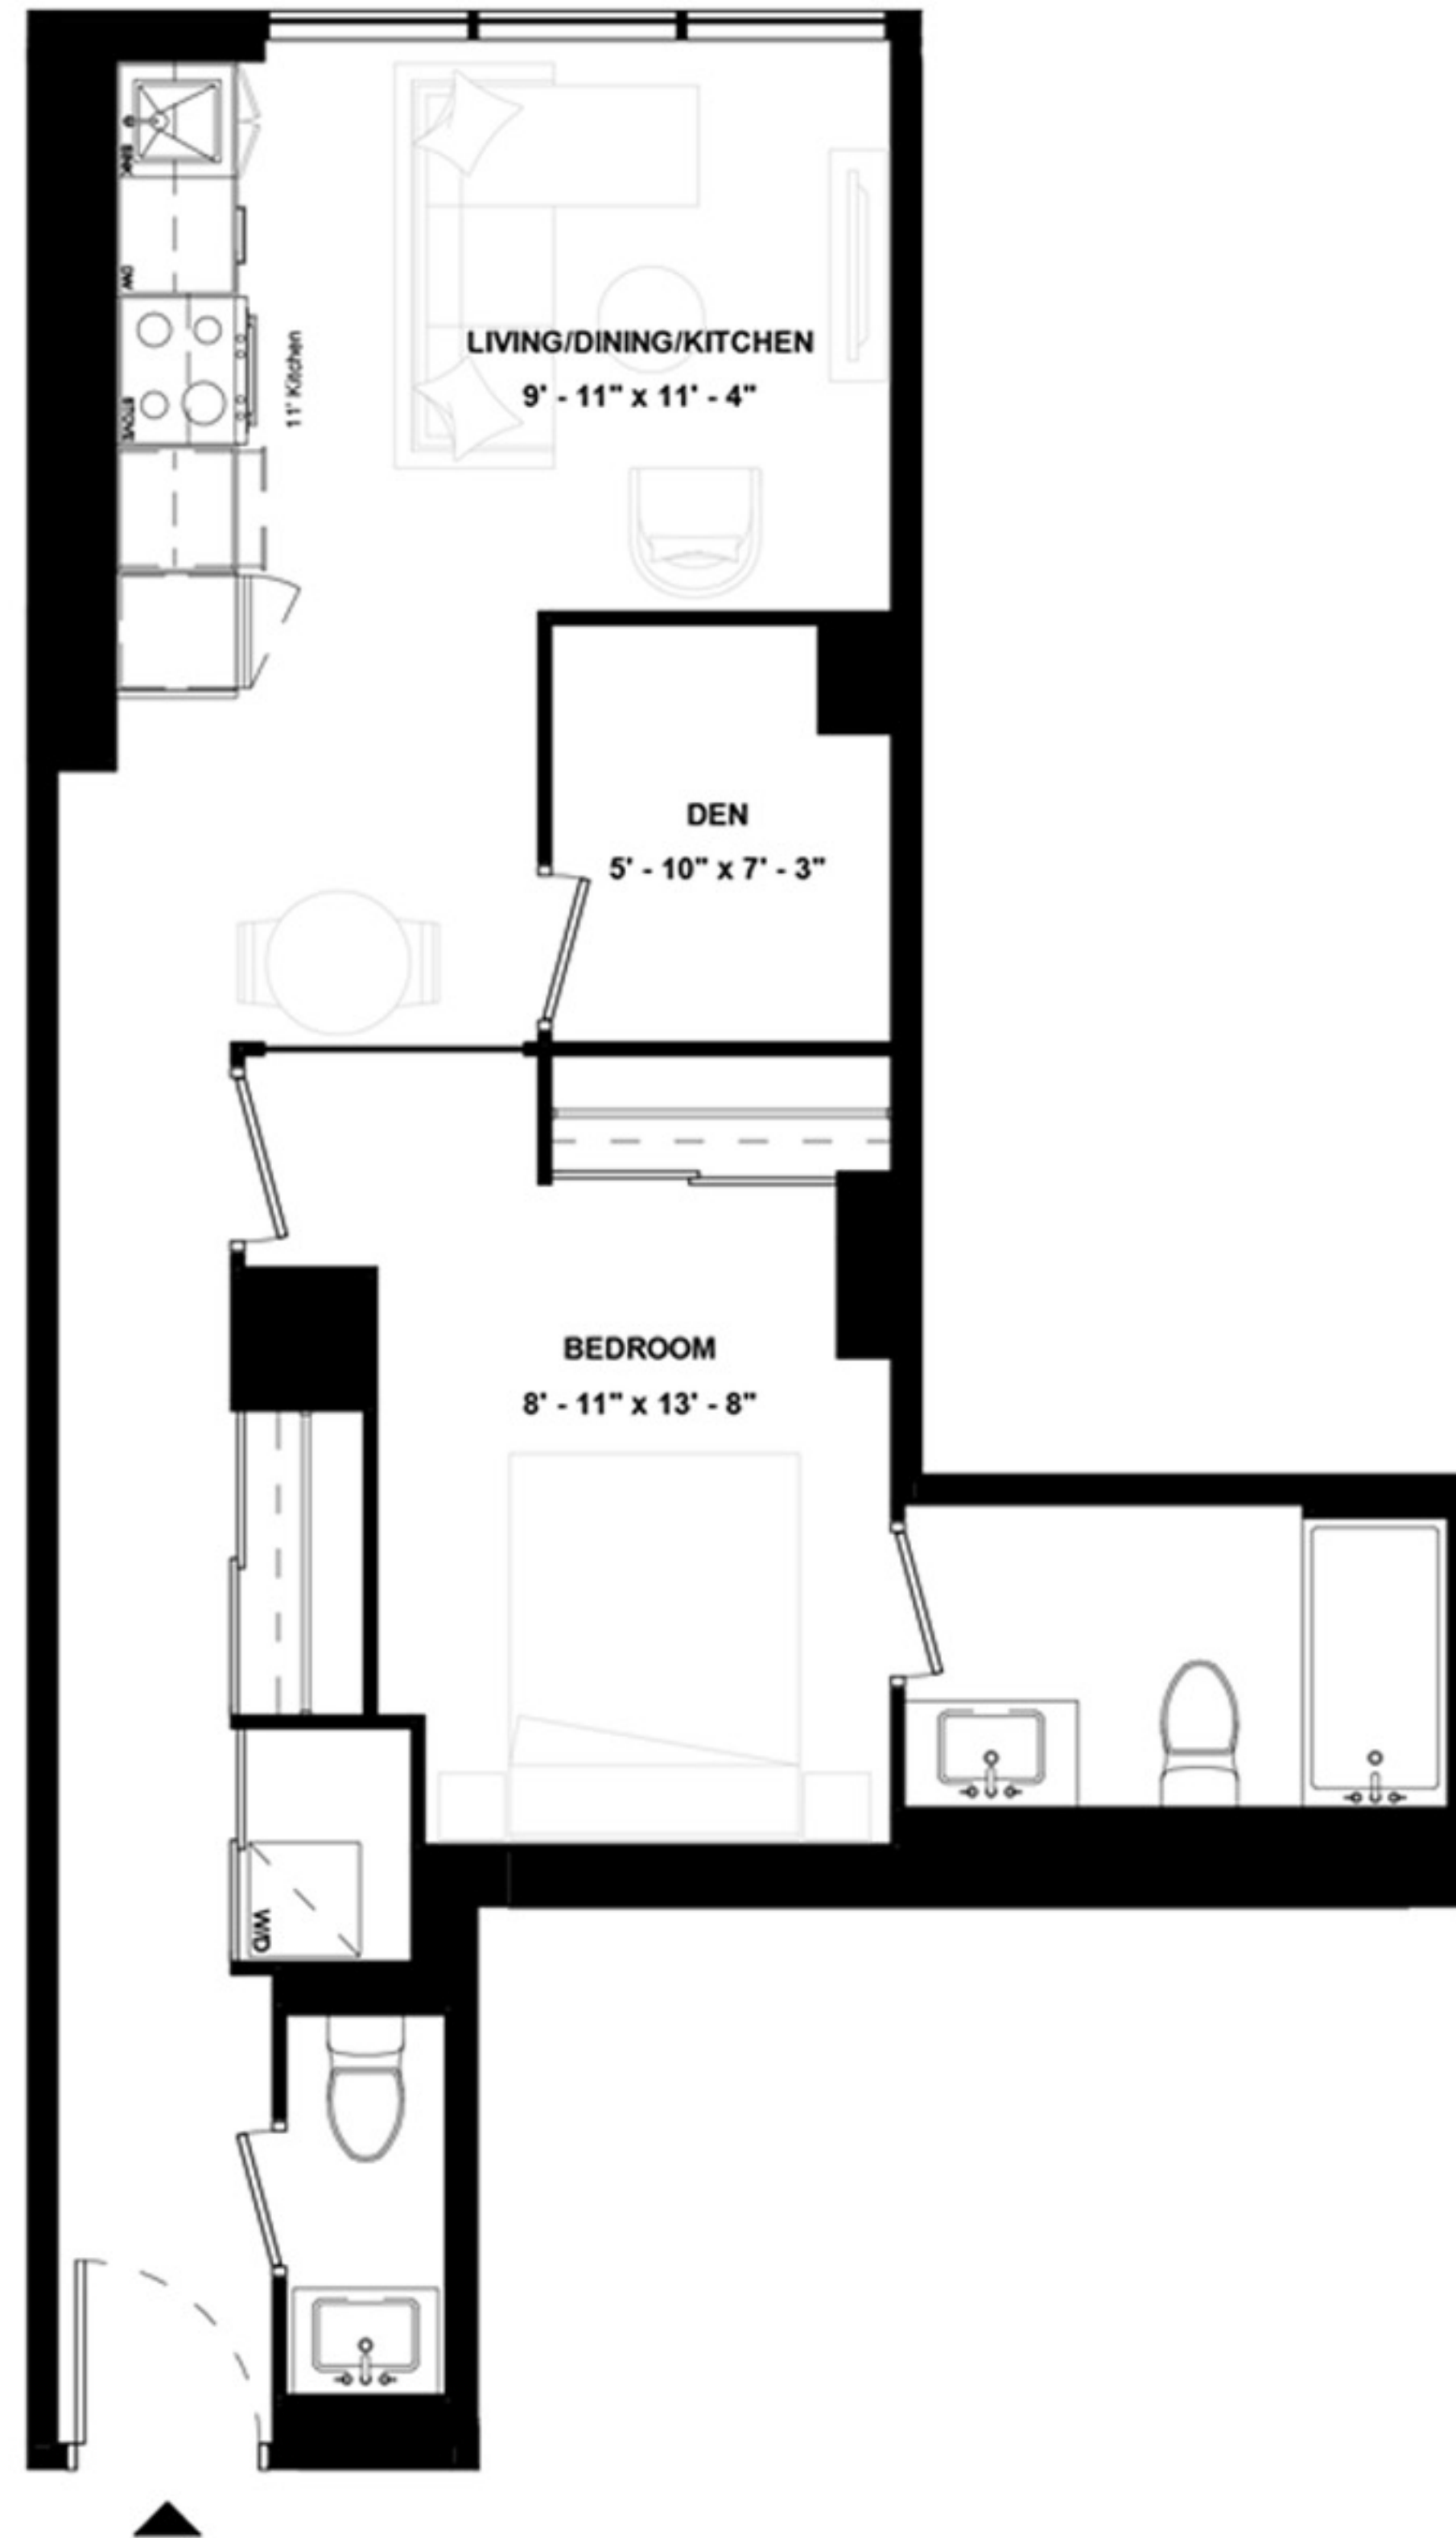 SINK
DW
STOVE
11' Kitchen
LIVING/DINING/KITCHEN
9' - 11" x 11' - 4"
DEN
5' - 10" x 7' - 3"
BEDROOM
8' - 11" x 13' - 8"
W/D